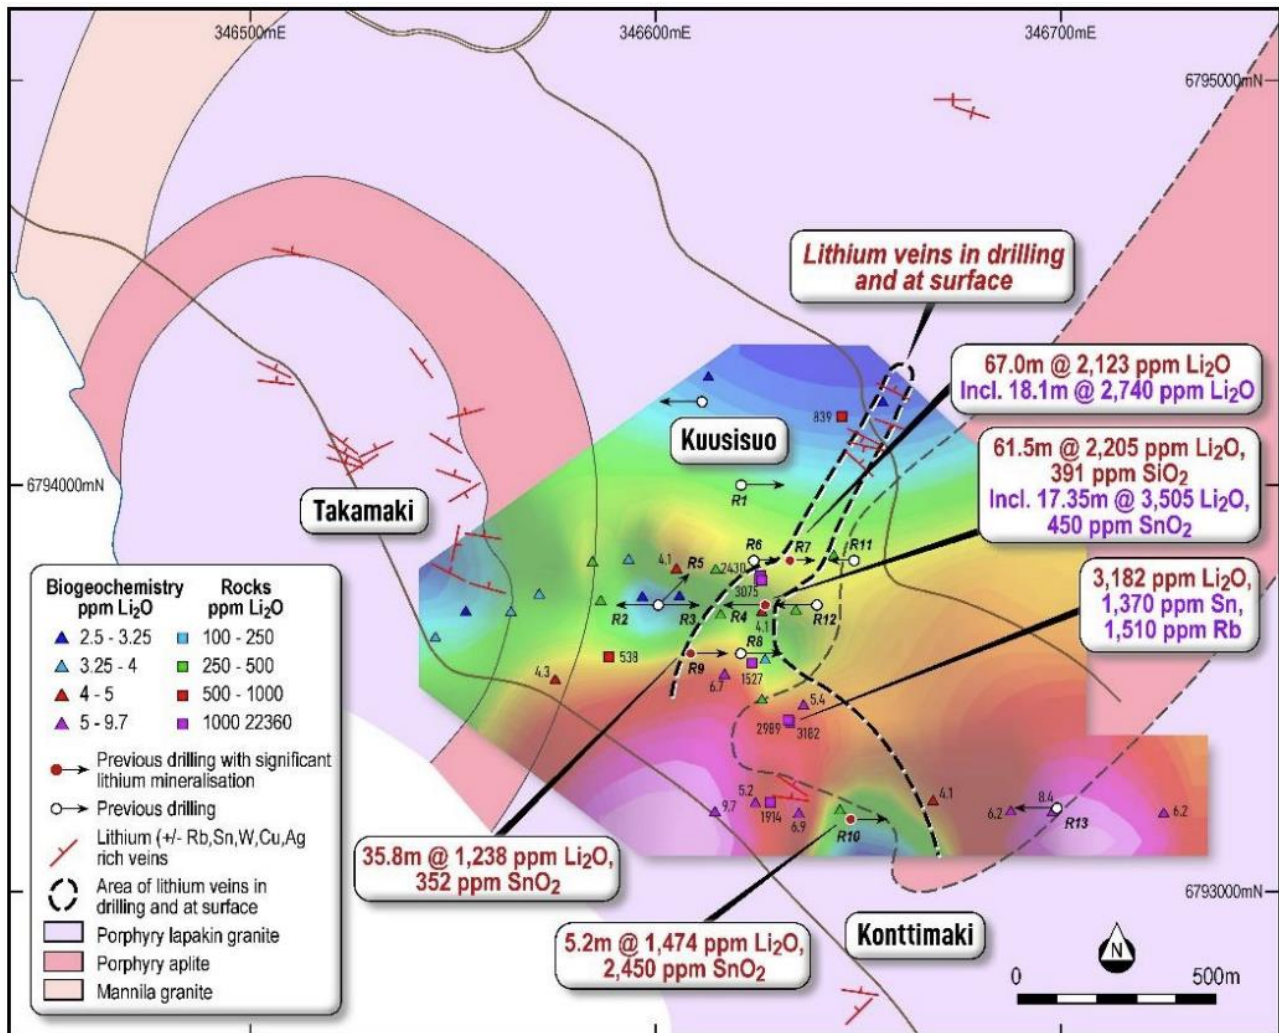 346500mE
346600mE
346700mE
6795000mN
Lithium veins in drilling
and at surface
67.0m @ 2,123 ppm Li2O
Incl. 18.1m @ 2,740 ppm Li2O
839
Kuusisuo
61.5m @ 2,205 ppm Li2O,
391 ppm SiO2
Incl. 17.35m @ 3,505 Li2O,
450 ppm SnO2
6794000mN
R1
Takamaki
R6
R7
R11
4.1
R5
2430
3075
3,182 ppm Li2O,
1,370 ppm Sn,
1,510 ppm Rb
R2
R3
R4
4.1
R12
R8
538
R9
1527
4.3
6.7
5.4
2989
3182
9.7
5.2
1914
6.9
R10
4.1
6.2
8.4
R13
6.2
Biogeochemistry
ppm Li2O
Rocks
ppm Li2O
2.5 - 3.25
100 - 250
3.25 - 4
250 - 500
4 - 5
500 - 1000
5 - 9.7
1000 22360
Previous drilling with significant
lithium mineralisation
Previous drilling
Lithium (+/- Rb,Sn,W,Cu,Ag
rich veins
Area of lithium veins in
drilling and at surface
Porphyry lapakin granite
Porphyry aplite
Mannila granite
35.8m @ 1,238 ppm Li2O,
352 ppm SnO2
6793000mN
5.2m @ 1,474 ppm Li2O,
2,450 ppm SnO2
Konttimaki
N
0
500m